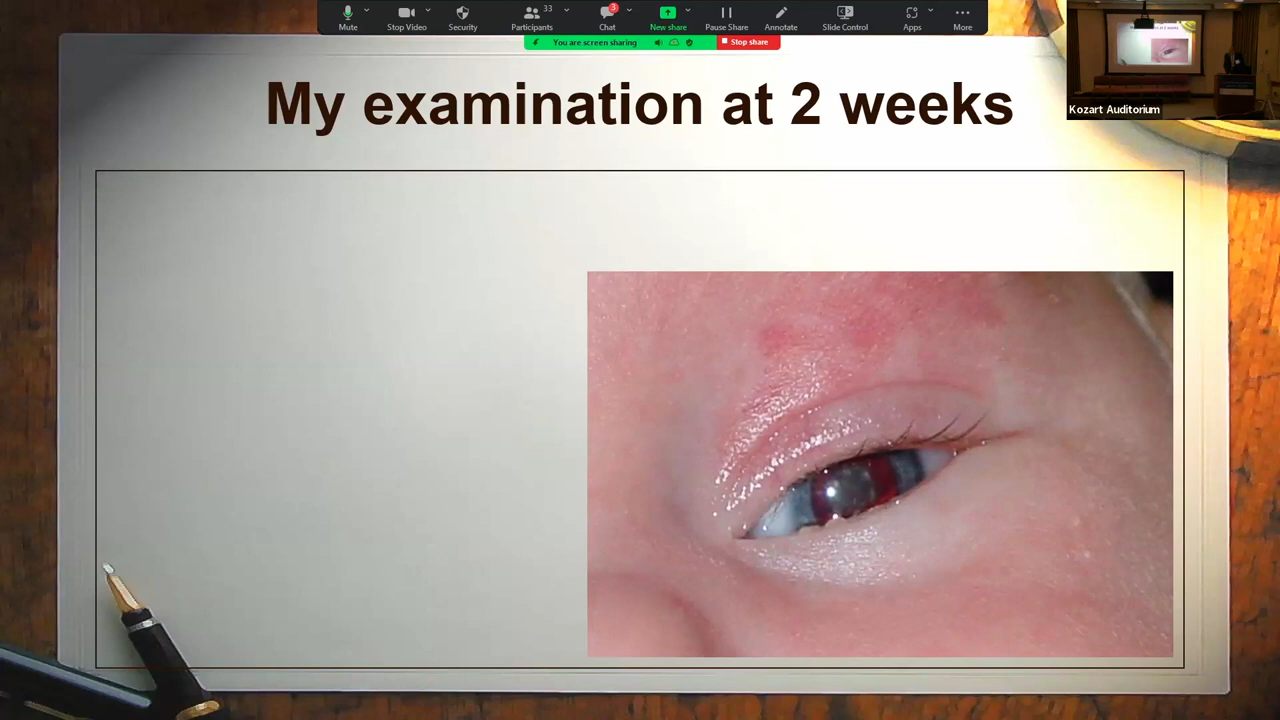 Mute
Stop Video
Security
33
Participants
3
Chat
New share
Pause Share
Annotate
Slide Control
Apps
More
You are screen sharing
Stop share
Kozart Auditorium
My examination at 2 weeks